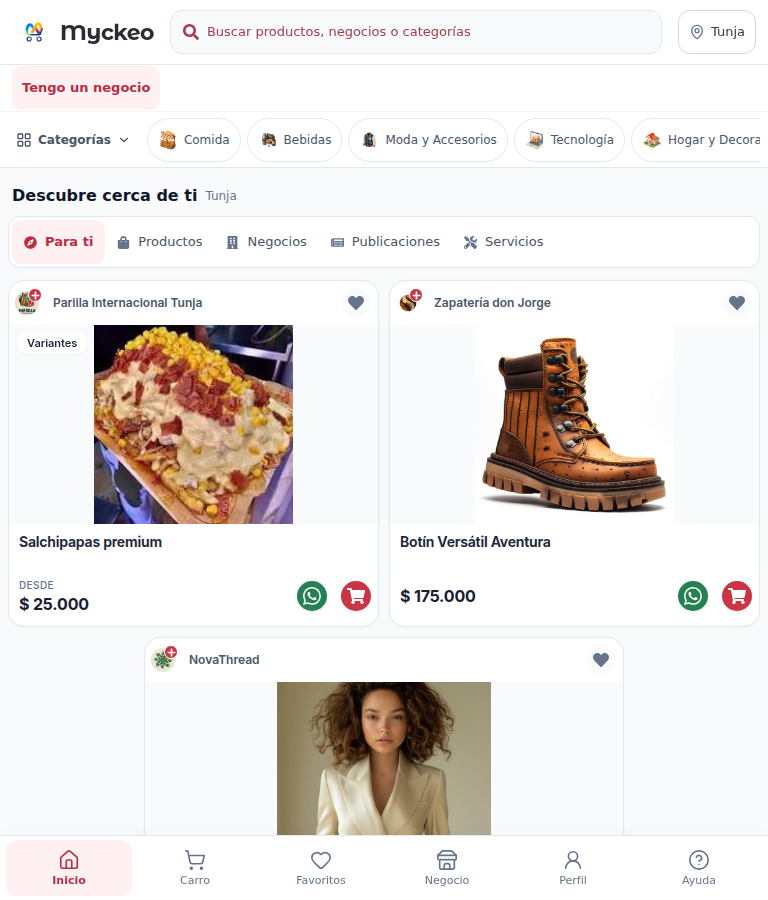 Myckeo
Buscar productos, negocios o categorías
Tunja
Tengo un negocio
Categorías
Comida
Bebidas
Moda y Accesorios
Tecnología
Hogar y Decora
Descubre cerca de ti Tunja
Para ti
Productos
Negocios
Publicaciones
Servicios
Parilla Internacional Tunja
Variantes
Salchipapas premium
DESDE
$ 25.000
Zapatería don Jorge
Botín Versátil Aventura
$ 175.000
NovaThread
Inicio
Carro
Favoritos
Negocio
Perfil
Ayuda